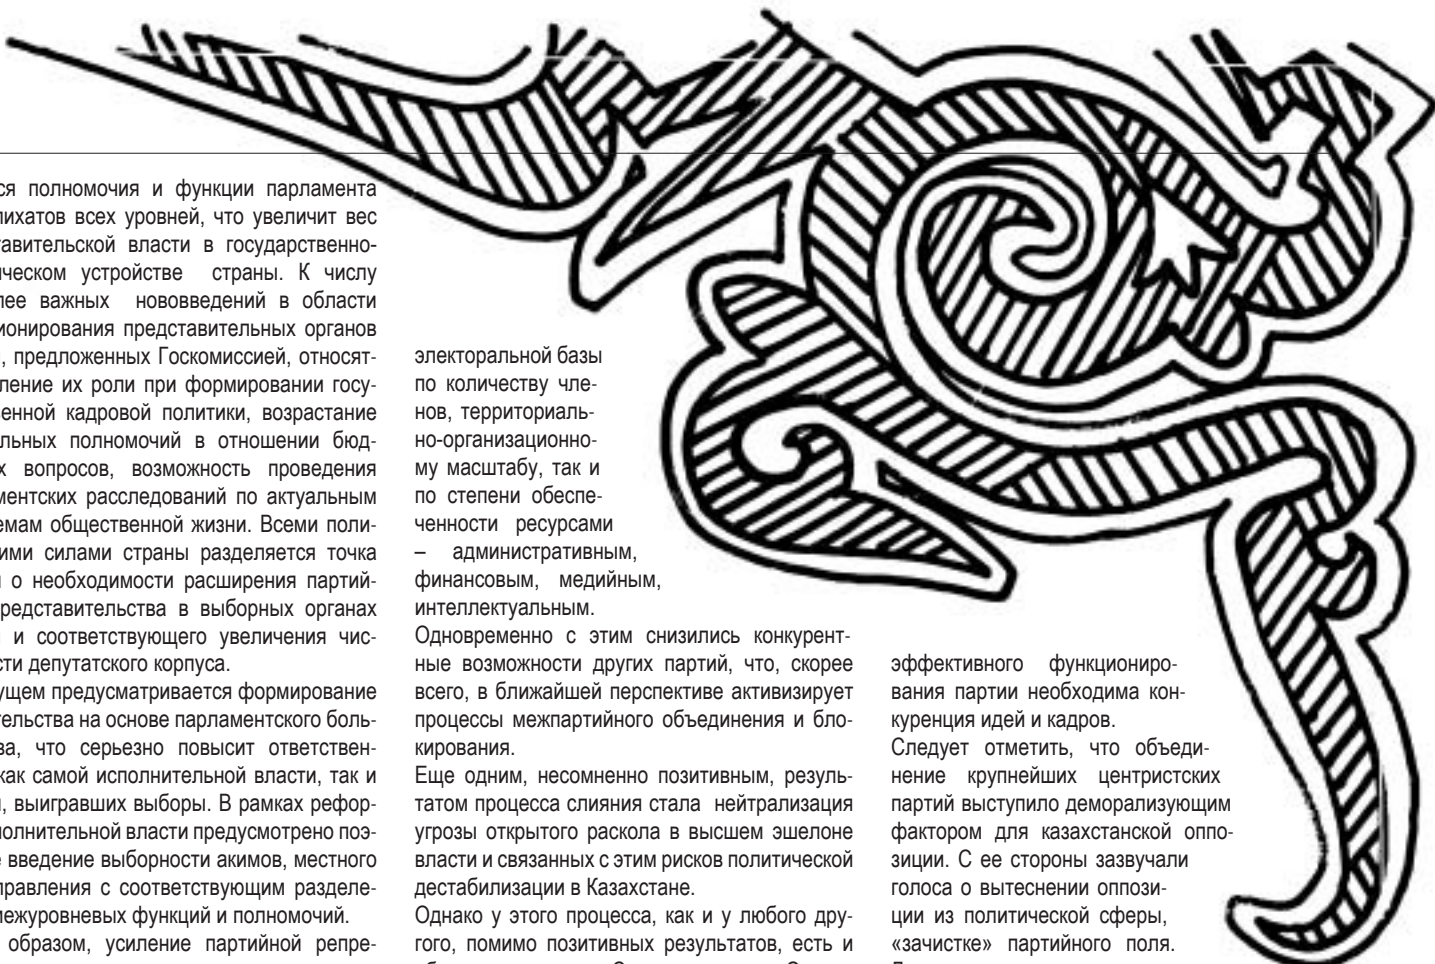 ся полномочия и функции парламента
лихатов всех уровней, что увеличит вес
тавительской власти в государственно-
ическом устройстве страны. К числу
лее важных нововведений в области
ионирования представительных органов
, предложенных Госкомиссией, относят-
ление их роли при формировании госу-
венной кадровой политики, возрастание
льных полномочий в отношении бюд-
х вопросов, возможность проведения
ментских расследований по актуальным
емам общественной жизни. Всеми поли-
ими силами страны разделяется точка
о необходимости расширения партий-
редставительства в выборных органах
и соответствующего увеличения чис-
сти депутатского корпуса.
ущем предусматривается формирование
тельства на основе парламентского боль-
ва, что серьезно повысит ответствен-
как самой исполнительной власти, так и
, выигравших выборы. В рамках рефор-
полнительной власти предусмотрено поэ-
е введение выборности акимов, местного
правления с соответствующим разделе-
межуровневых функций и полномочий.
образом, усиление партийной репре-
электоральной базы
по количеству чле-
нов, территориаль-
но-организационно-
му масштабу, так и
по степени обеспе-
ченности ресурсами
– административным,
финансовым, медийным,
интеллектуальным.
Одновременно с этим снизились конкурент-
ные возможности других партий, что, скорее
всего, в ближайшей перспективе активизирует
процессы межпартийного объединения и бло-
кирования.
Еще одним, несомненно позитивным, резуль-
татом процесса слияния стала нейтрализация
угрозы открытого раскола в высшем эшелоне
власти и связанных с этим рисков политической
дестабилизации в Казахстане.
Однако у этого процесса, как и у любого дру-
гого, помимо позитивных результатов, есть и
эффективного функциониро-
вания партии необходима кон-
куренция идей и кадров.
Следует отметить, что объеди-
нение крупнейших центристских
партий выступило деморализующим
фактором для казахстанской оппо-
зиции. С ее стороны зазвучали
голоса о вытеснении оппози-
ции из политической сферы,
«зачистке» партийного поля.